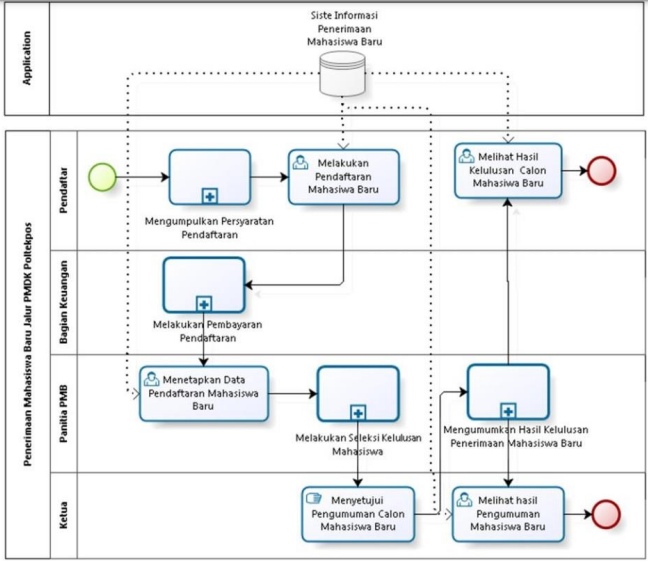 Siste Informasi
Penerimaan
Mahasiswa Baru
Application
Penerimaan Mahasiswa Baru Jalur PMDK Poltekpos
Pendaftar
Melakukan
Pendaftaran
Mahasiwa Baru
Melihat Hasil
Kelulusan Calon
Mahasiwa Baru
Mengumpulkan Persyaratan
Pendaftaran
Bagian Keuangan
Melakukan Pembayaran
Pendaftaran
Panitia PMB
Menetapkan Data
Pendaftaran Mahasiswa
Baru
Melakukan Seleksi Kelulusan
Mahasiswa
Mengumumkan Hasil Kelulusan
Penerimaan Mahasiswa Baru
Ketua
Menyetujui
Pengumuman Calon
Mahasiswa Baru
Melihat hasil
Pengumuman
Mahasiswa Baru